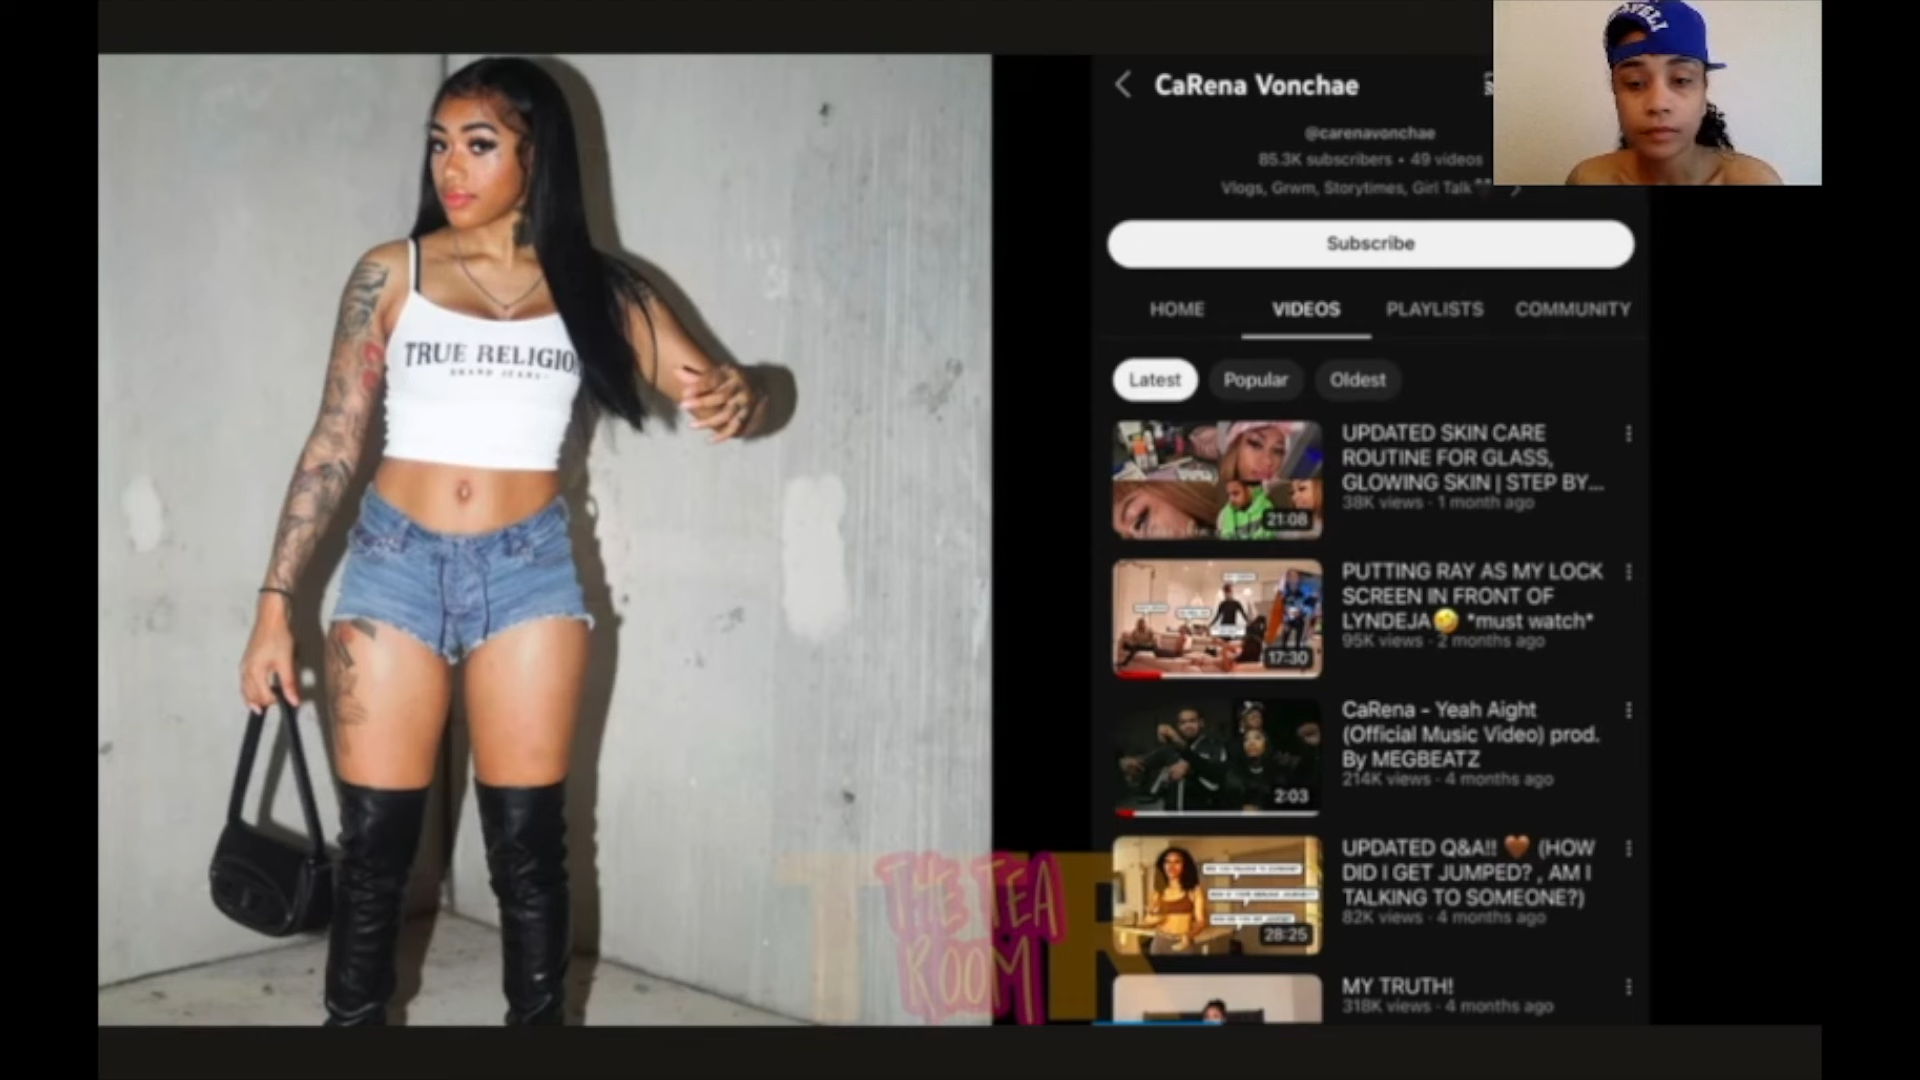 CaRena Vonchae
@carenavonchae
85.3K subscribers • 49 videos
Vlogs, Grwm, Storytimes, Girl Talk
Subscribe
HOME VIDEOS PLAYLISTS COMMUNITY
Latest Popular Oldest
UPDATED SKIN CARE
ROUTINE FOR GLASS,
GLOWING SKIN | STEP BY...
38K views · 1 month ago
21:08
PUTTING RAY AS MY LOCK
SCREEN IN FRONT OF
LYNDEJA🤣 *must watch*
95K views · 2 months ago
17:30
CaRena - Yeah Aight
(Official Music Video) prod.
By MEGBEATZ
214K views · 4 months ago
2:03
UPDATED Q&A!! 🤎 (HOW
DID I GET JUMPED? , AM I
TALKING TO SOMEONE?)
82K views · 4 months ago
28:25
MY TRUTH!
318K views · 4 months ago
TRUE RELIGIO
BRAND JEANS
THE TEA
ROOM
T R